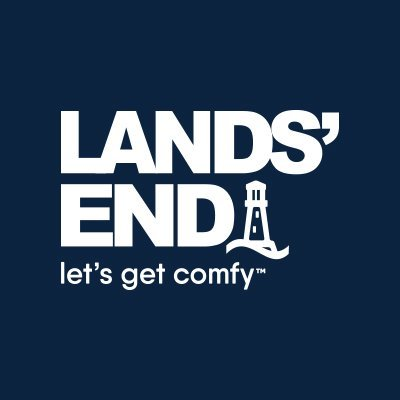 LANDS’
END
let's get comfy™